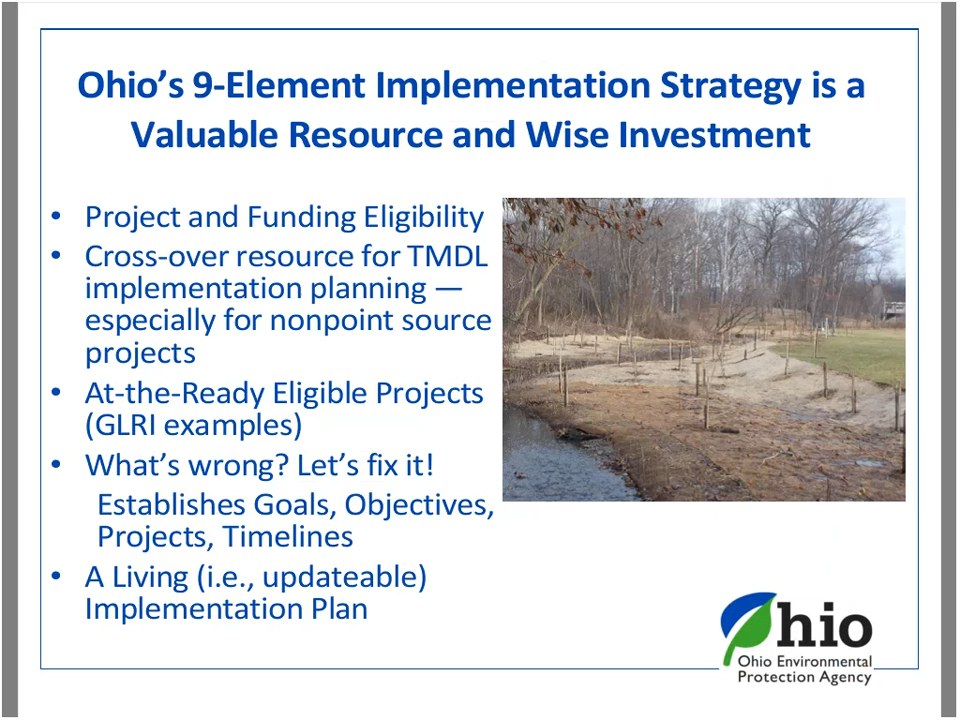 Ohio’s 9-Element Implementation Strategy is a
Valuable Resource and Wise Investment
• Project and Funding Eligibility
• Cross-over resource for TMDL
implementation planning —
especially for nonpoint source
projects
• At-the-Ready Eligible Projects
(GLRI examples)
• What’s wrong? Let’s fix it!
Establishes Goals, Objectives,
Projects, Timelines
• A Living (i.e., updateable)
Implementation Plan
Ohio
Ohio Environmental
Protection Agency